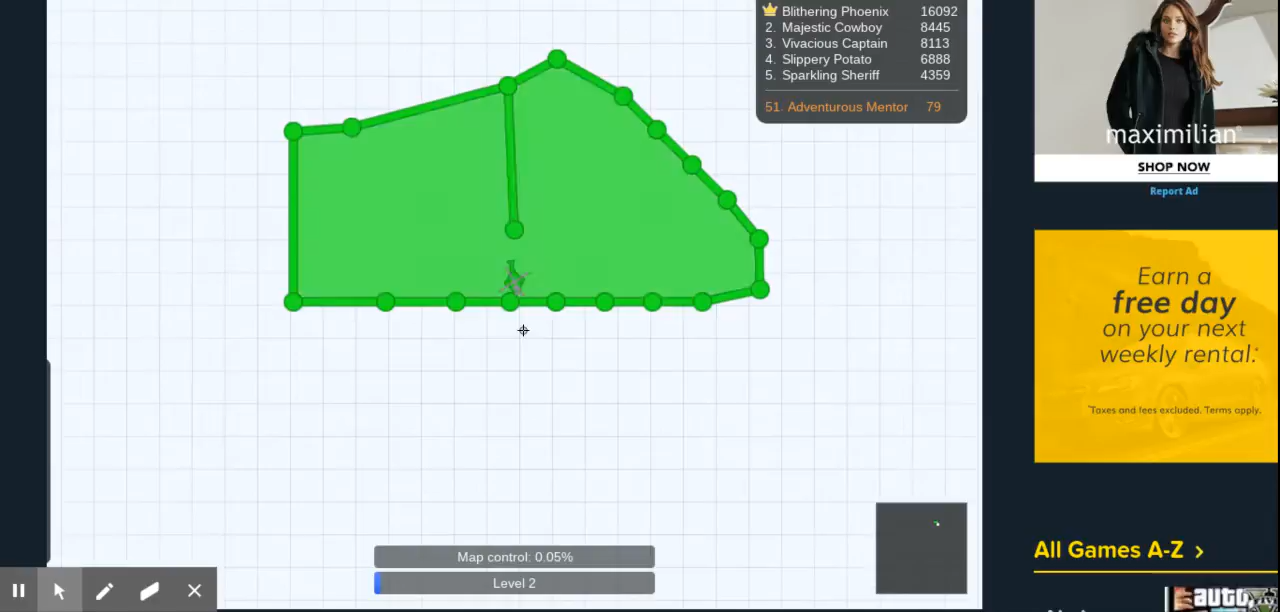 Blithering Phoenix 16092
2. Majestic Cowboy 8445
3. Vivacious Captain 8113
4. Slippery Potato 6888
5. Sparkling Sheriff 4359
51. Adventurous Mentor 79
maximilian®
SHOP NOW
Report Ad
Earn a
free day
on your next
weekly rental.*
*Taxes and fees excluded. Terms apply.
All Games A-Z >
auto
Map control: 0.05%
Level 2